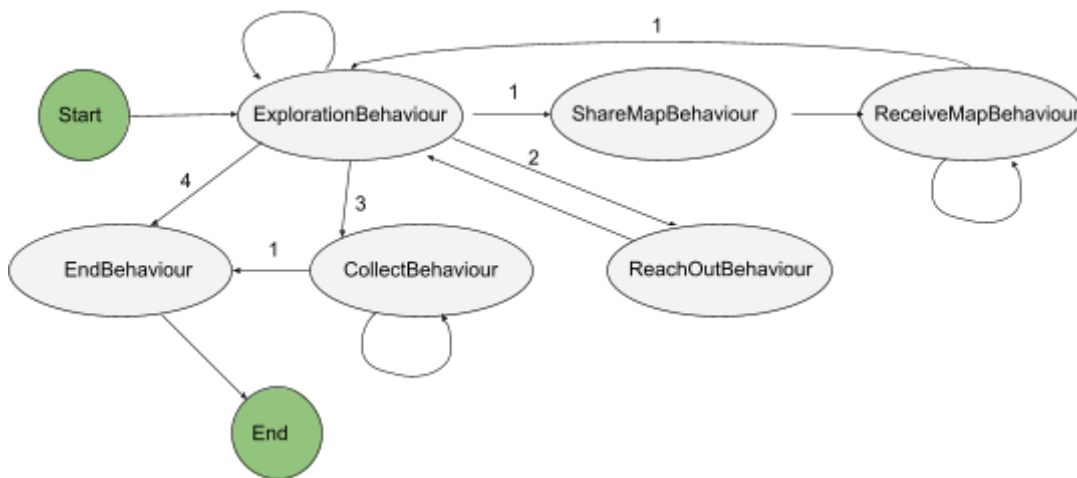 1
Start
ExplorationBehaviour
1
ShareMapBehaviour
ReceiveMapBehaviour
2
4
3
EndBehaviour
1
CollectBehaviour
ReachOutBehaviour
End